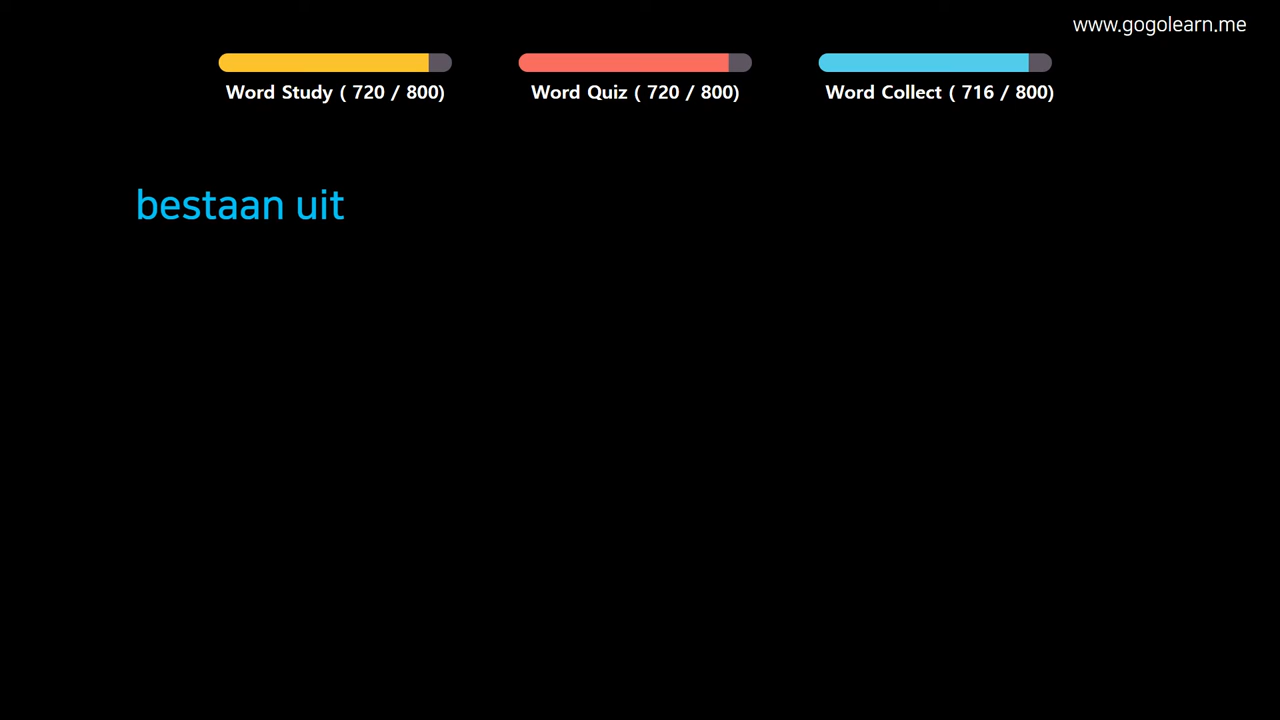 www.gogolearn.me
Word Study ( 720 / 800)
Word Quiz ( 720 / 800)
Word Collect ( 716 / 800)
bestaan uit